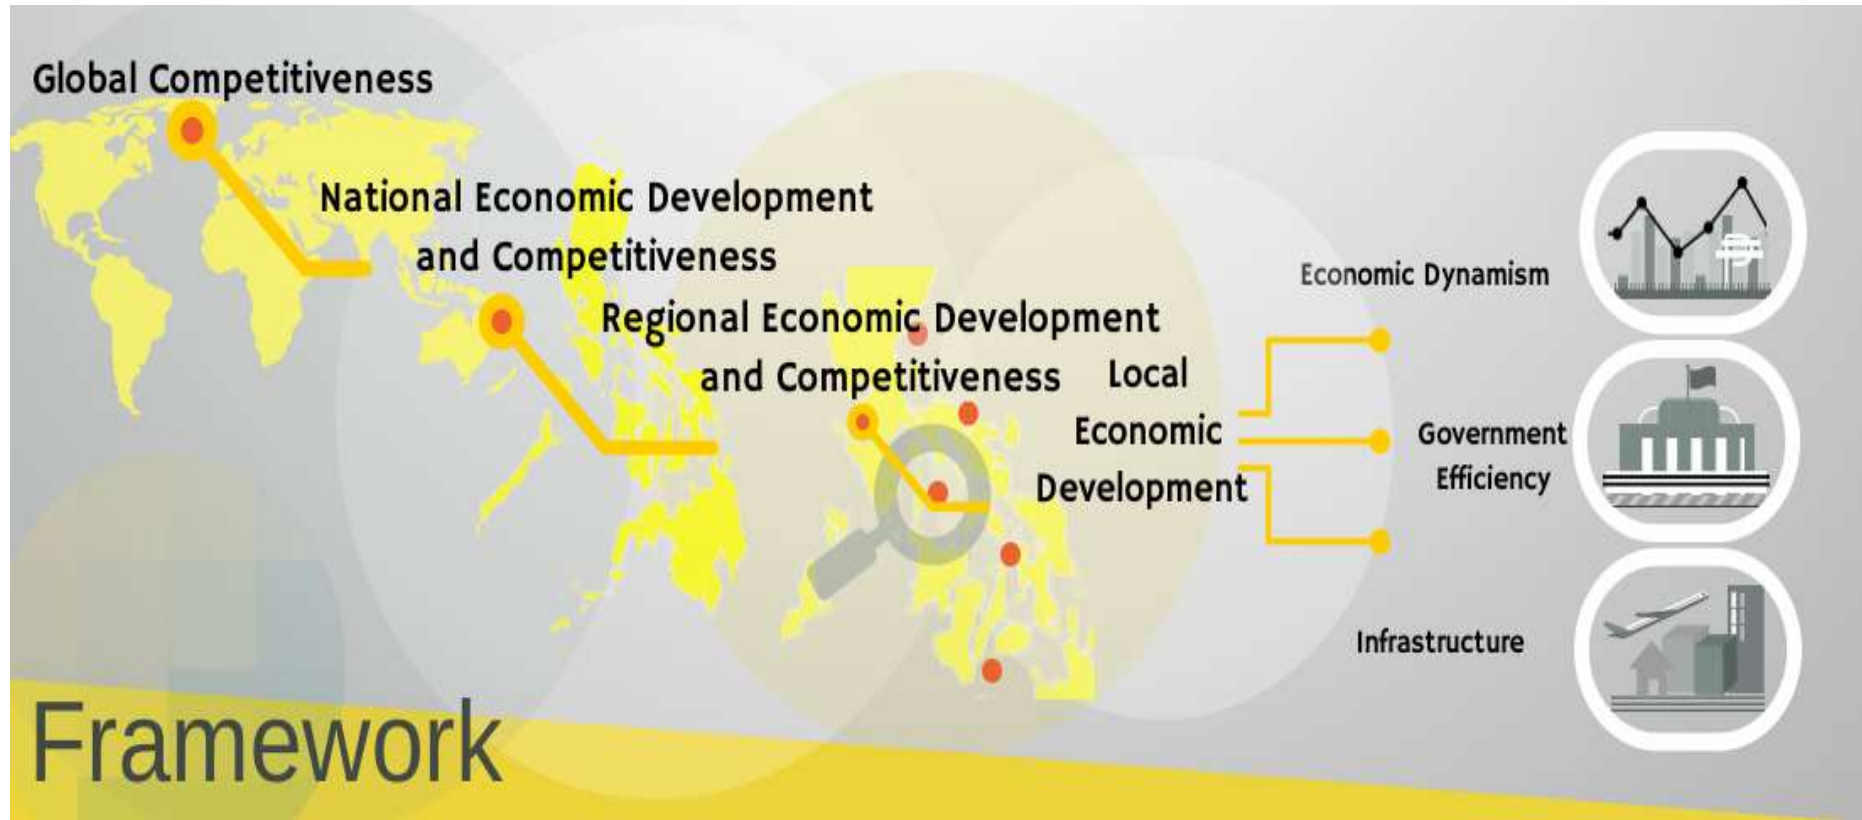 Global Competitiveness
National Economic Development
and Competitiveness
Regional Economic Development
and Competitiveness
Local
Economic
Development
Economic Dynamism
Government
Efficiency
Infrastructure
Framework